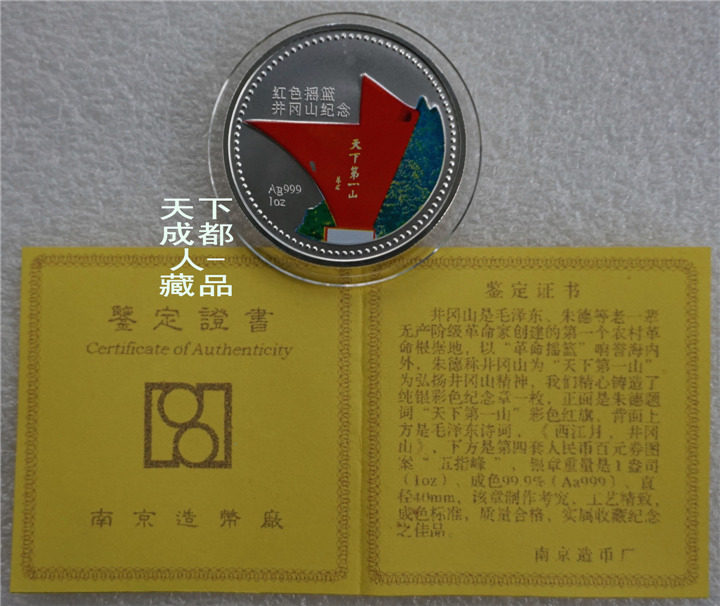 红色摇篮
井冈山纪念
天下第一山
Ag999
1oz
天下
成都
人一
藏品
鉴定證書
Certificate of Authenticity
南京造幣廠
鉴定证书
井冈山是毛泽东、朱德等老一辈
无产阶级革命家创建的第一个农村革
命根据地，以“革命摇篮”响誉海内
外，朱德称井冈山为“天下第一山”
为弘扬井冈山精神，我们精心铸造了
纯银彩色纪念章一枚，正面是朱德题
词“天下第一山”彩色红旗，背面上
方是毛泽东诗词，《西江月，井冈
山》，下方是第四套人民币百元券图
案“五指峰”，银章重量是1盎司
（1oz）、成色99.9%（Aa999）、直
径40mm，该章制作考究、工艺精致，
成色标准，质量合格、实属收藏纪念
之佳品。
南京造币厂